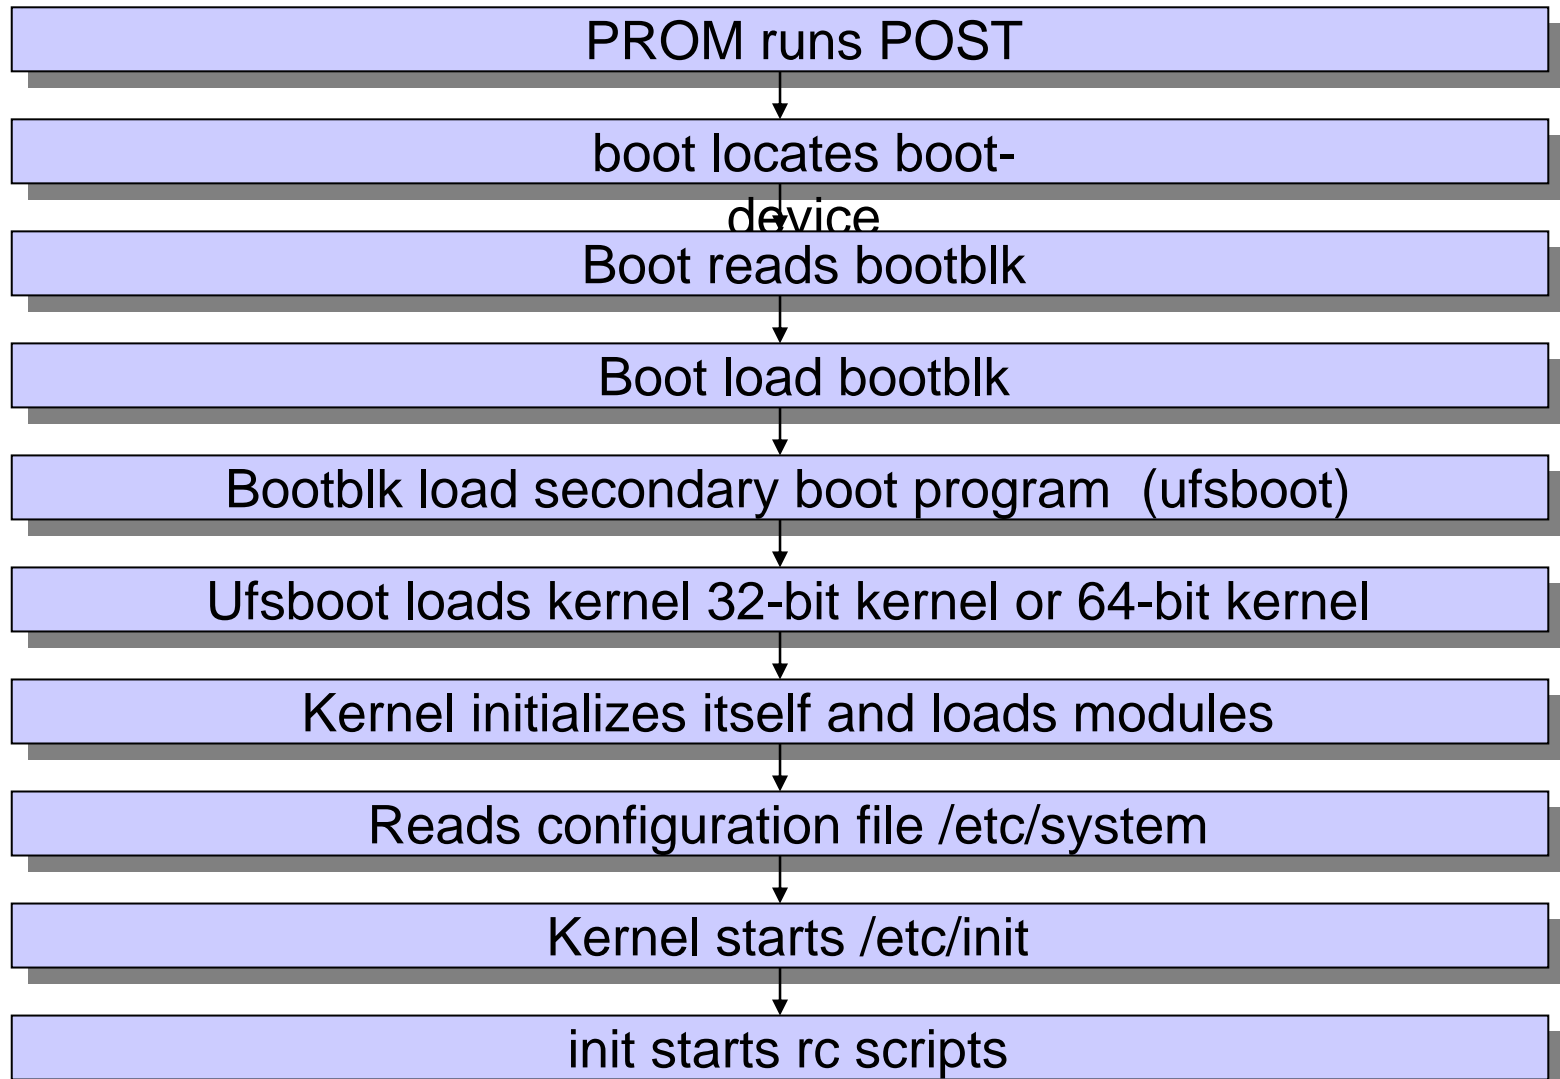 PROM runs POST
boot locates boot-
device
Boot reads bootblk
Boot load bootblk
Bootblk load secondary boot program  (ufsboot)
Ufsboot loads kernel 32-bit kernel or 64-bit kernel
Kernel initializes itself and loads modules
Reads configuration file /etc/system
Kernel starts /etc/init
init starts rc scripts